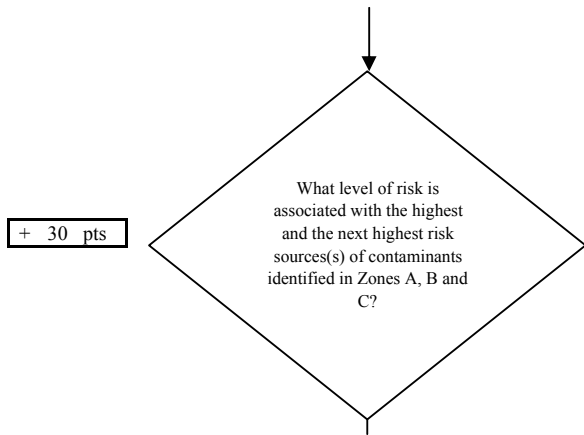 What level of risk is
associated with the highest
and the next highest risk
sources(s) of contaminants
identified in Zones A, B and
C?
+ 30 pts